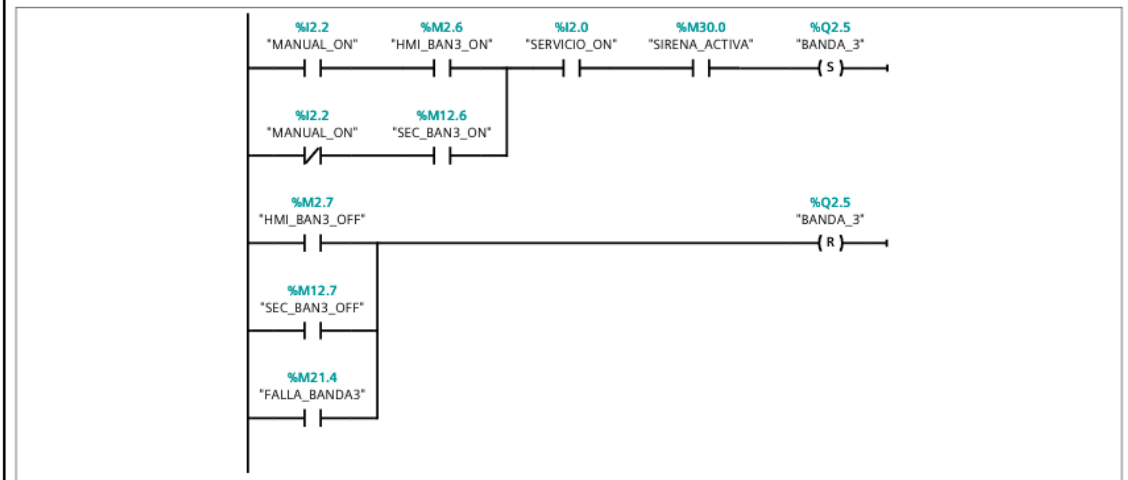 %I2.2 %M2.6 %I2.0 %M30.0 %Q2.5
"MANUAL_ON" "HMI_BAN3_ON" "SERVICIO_ON" "SIRENA_ACTIVA" "BANDA_3"
S
%I2.2 %M12.6
"MANUAL_ON" "SEC_BAN3_ON"
%M2.7 %Q2.5
"HMI_BAN3_OFF" "BANDA_3"
R
%M12.7
"SEC_BAN3_OFF"
%M21.4
"FALLA_BANDA3"